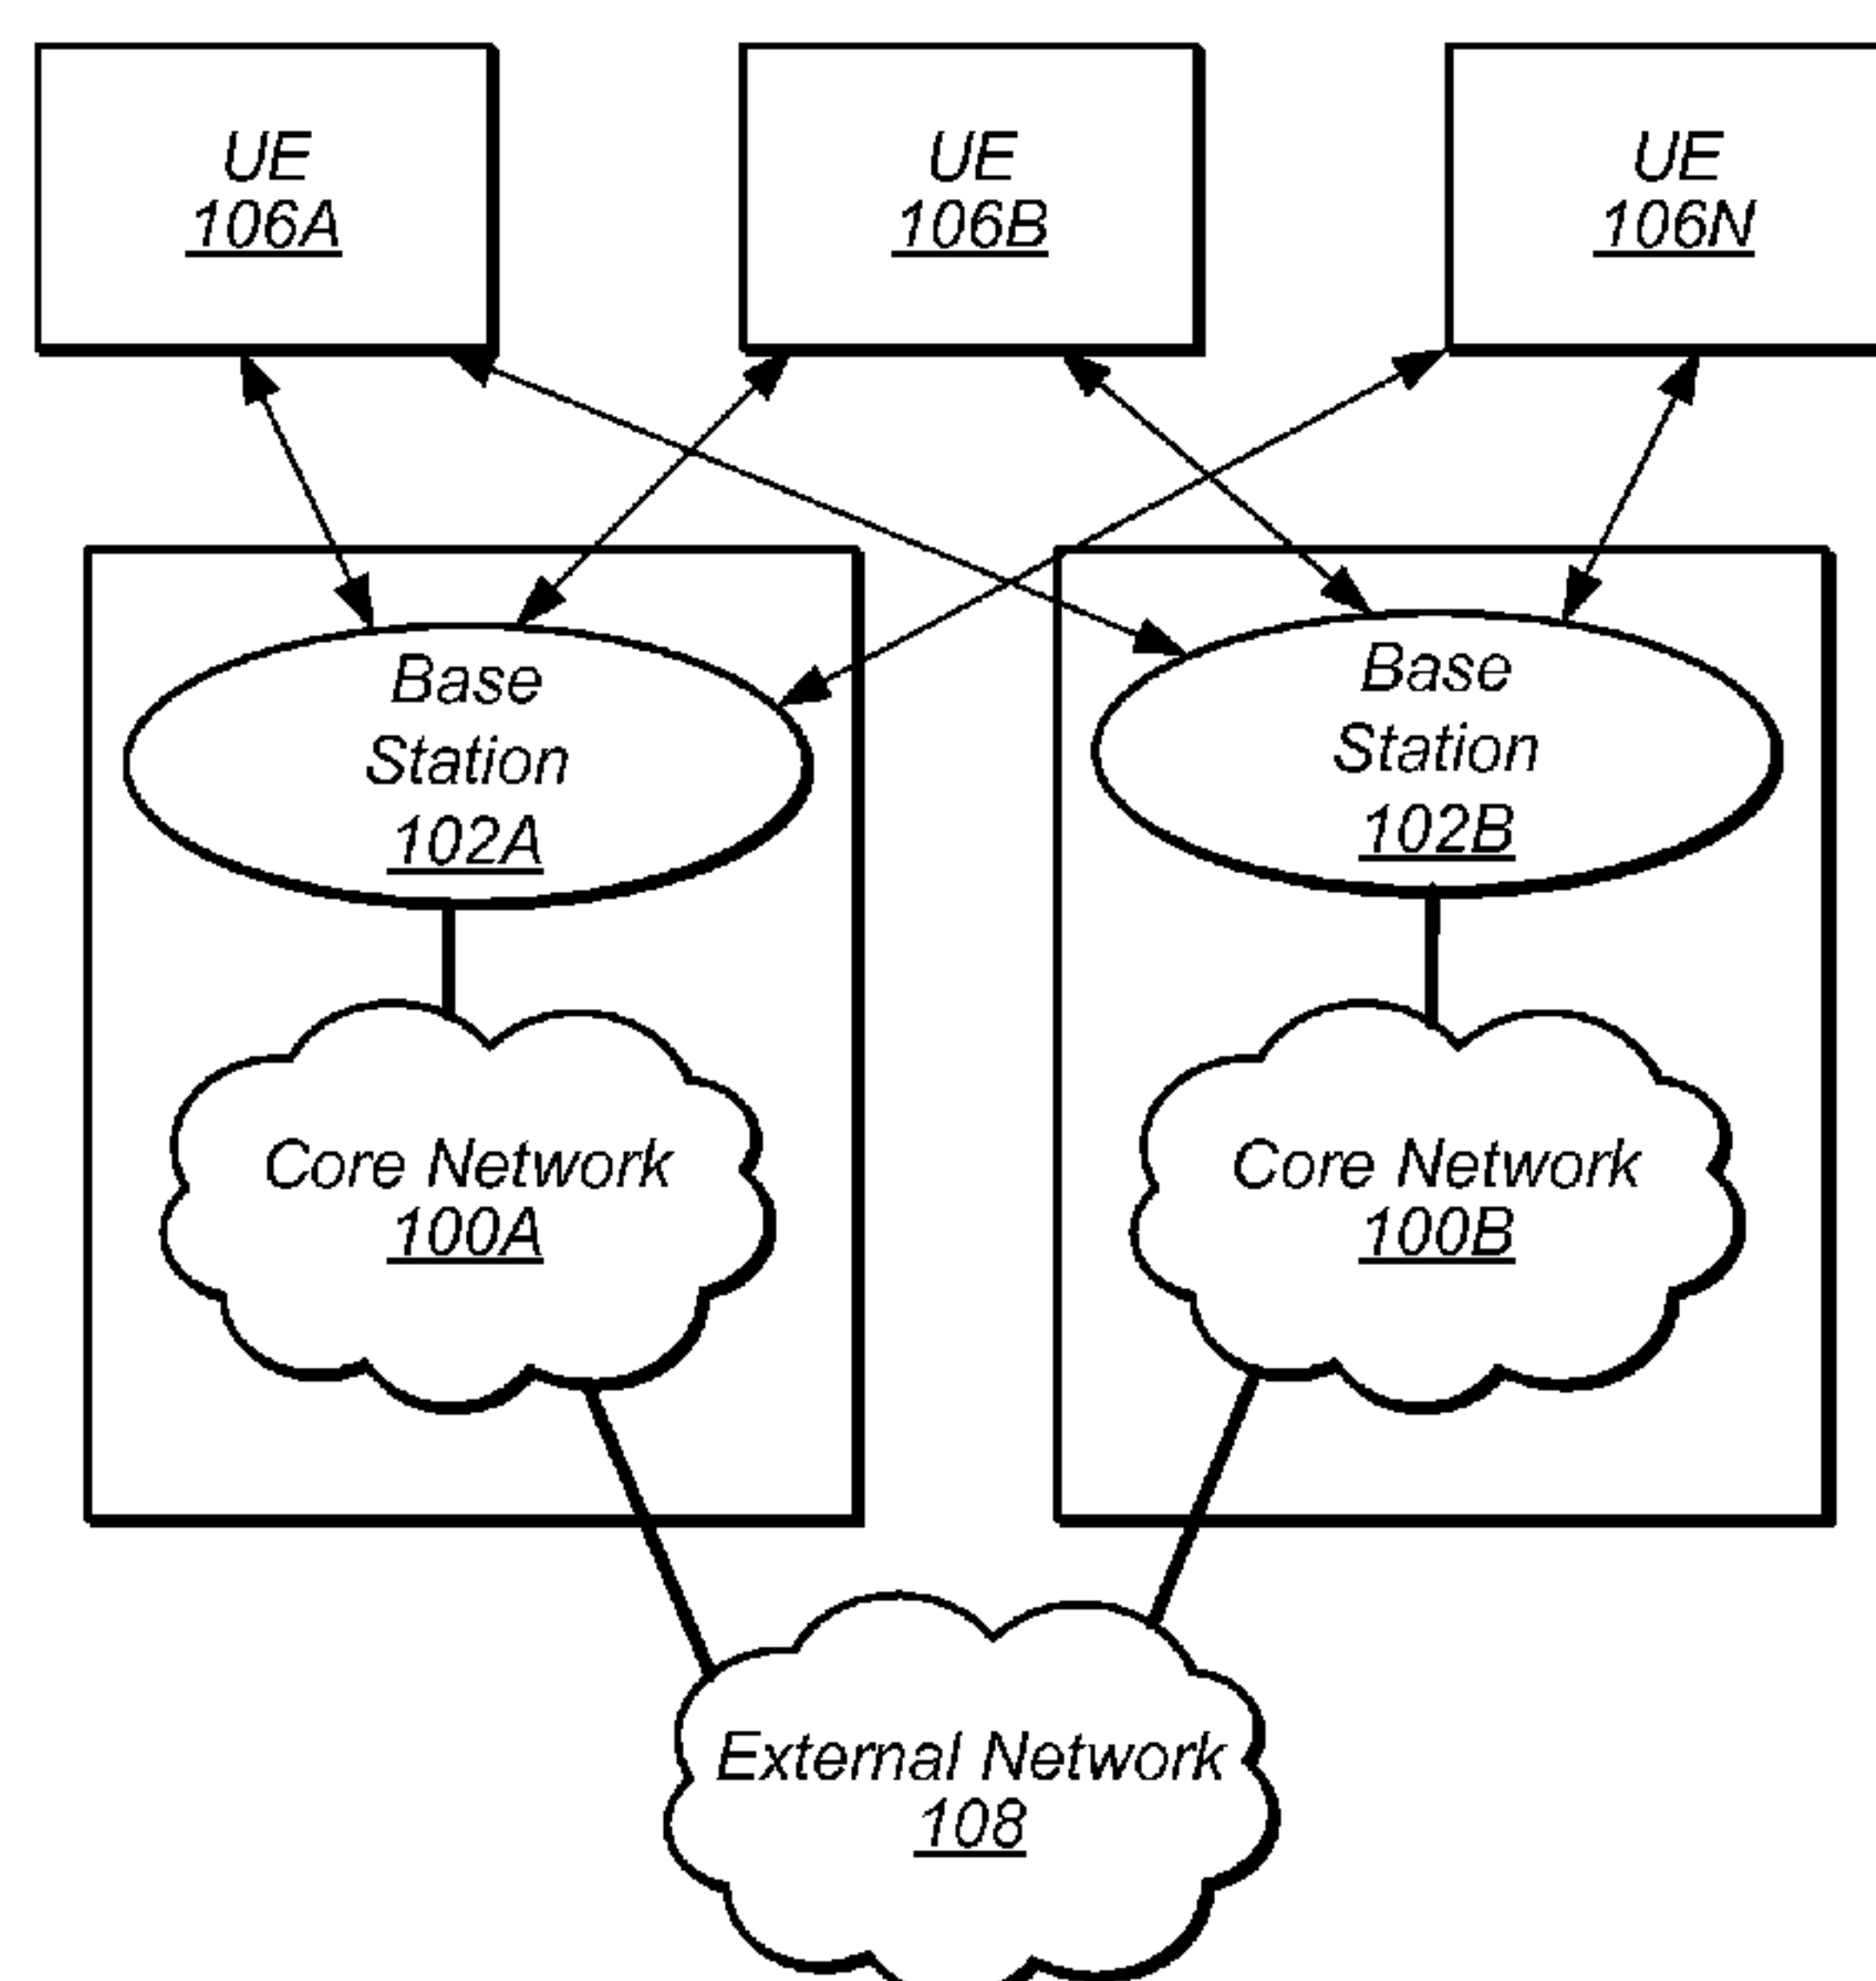 UE
106A
UE
106B
UE
106N
Base
Station
102A
Base
Station
102B
Core Network
100A
Core Network
100B
External Network
108